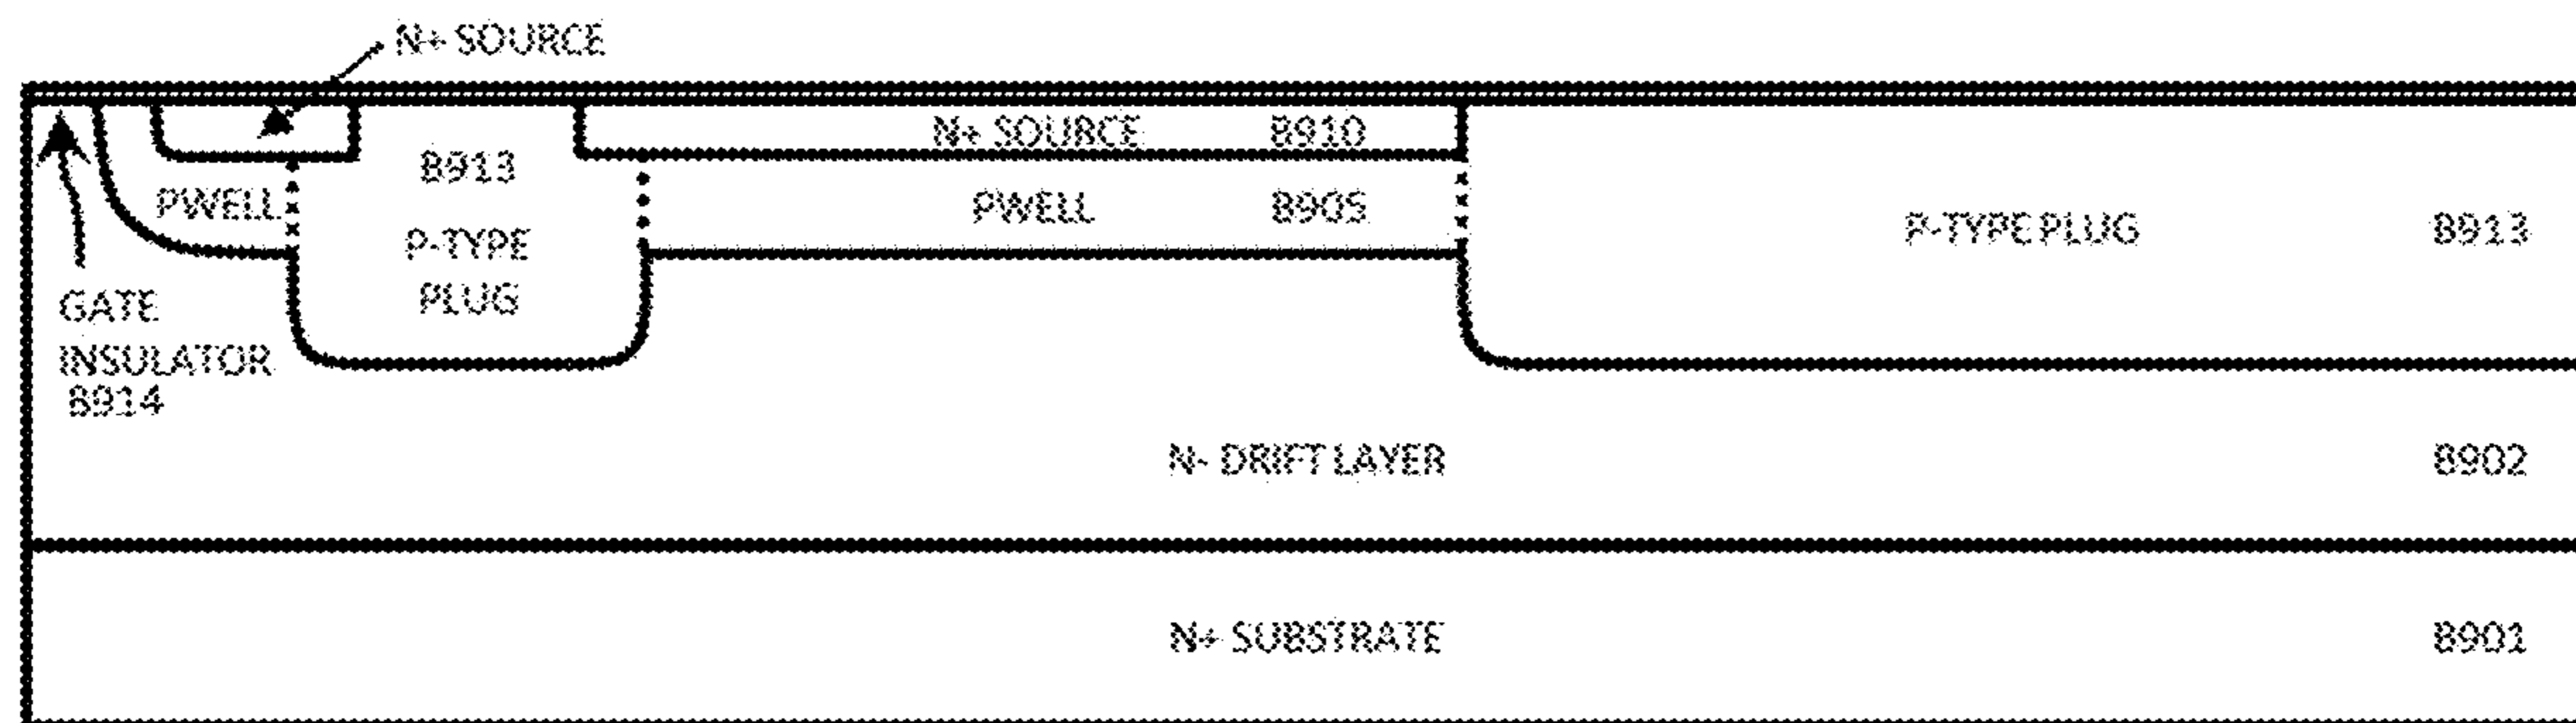 N+ SOURCE
N+ SOURCE 8910
8913
PWELL
PWELL 8905
P-TYPE
PLUG
P-TYPE PLUG 8913
GATE
INSULATOR
8914
N- DRIFT LAYER 8902
N+ SUBSTRATE 8901